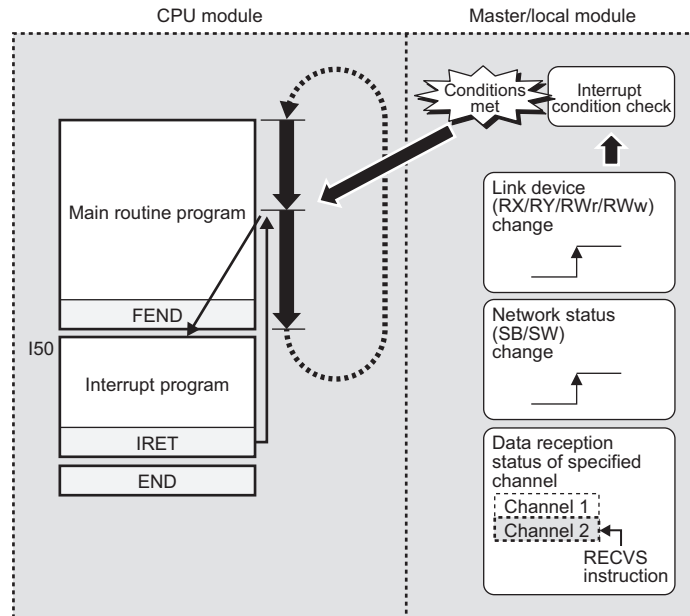 CPU module
Master/local module
Conditions
met
Interrupt
condition check
Main routine program
FEND
I50
Interrupt program
IRET
END
Link device
(RX/RY/RWr/RWw)
change
Network status
(SB/SW)
change
Data reception
status of specified
channel
Channel 1
Channel 2
RECVS
instruction